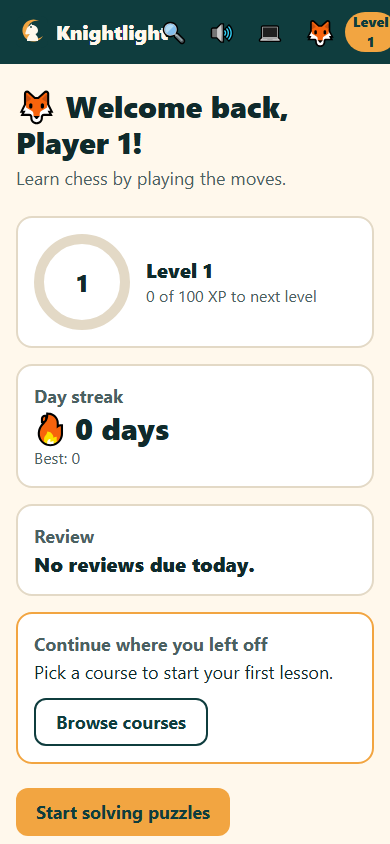 Knightlight
Level
1
Welcome back,
Player 1!
Learn chess by playing the moves.
1
Level 1
0 of 100 XP to next level
Day streak
0 days
Best: 0
Review
No reviews due today.
Continue where you left off
Pick a course to start your first lesson.
Browse courses
Start solving puzzles